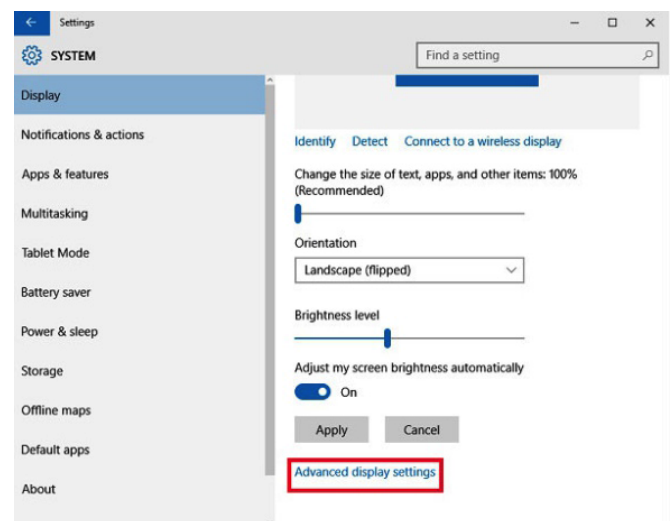 Settings
SYSTEM
Find a setting
Display
Notifications & actions
Apps & features
Multitasking
Tablet Mode
Battery saver
Power & sleep
Storage
Offline maps
Default apps
About
Identify Detect Connect to a wireless display
Change the size of text, apps, and other items: 100%
(Recommended)
Orientation
Landscape (flipped)
Brightness level
Adjust my screen brightness automatically
On
Apply Cancel
Advanced display settings